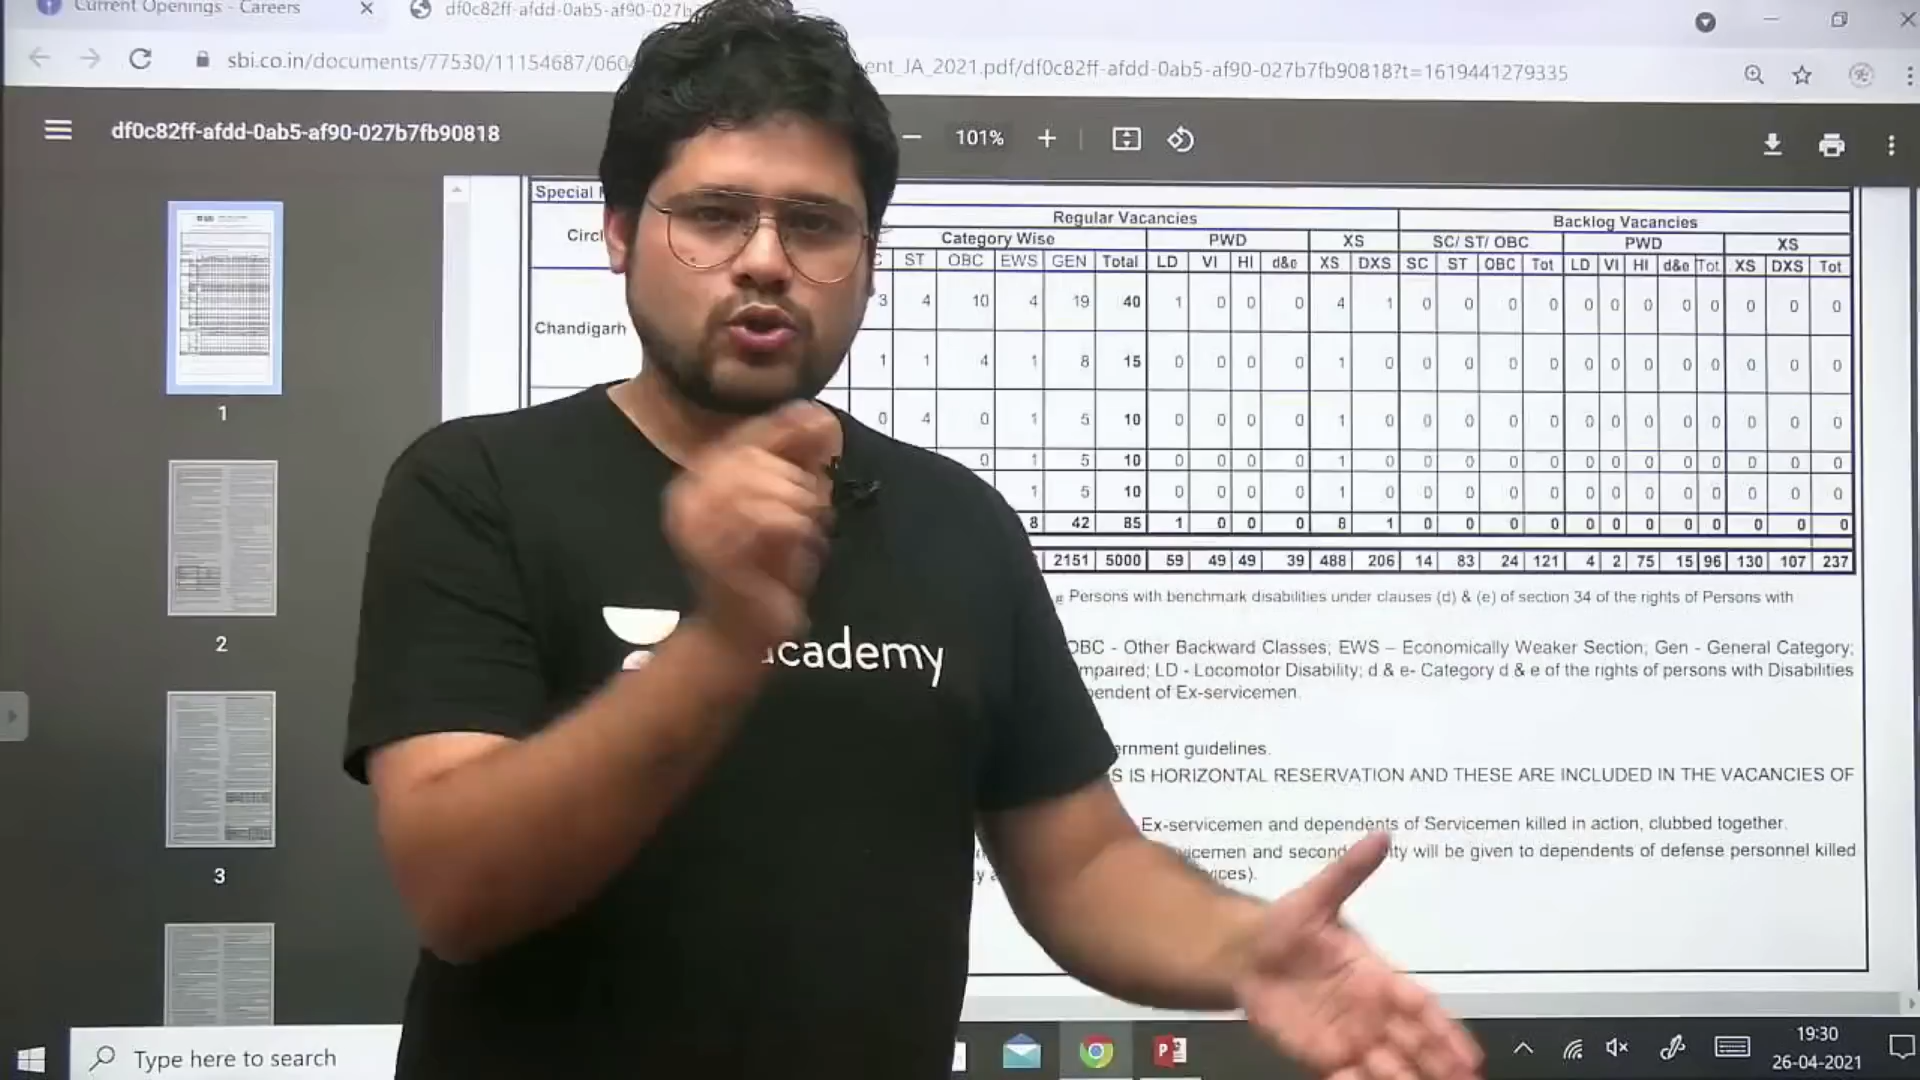 Current Openings - Careers
df0c82ff-afdd-0ab5-af90-027b
sbi.co.in/documents/77530/11154687/060
ent_JA_2021.pdf/df0c82ff-afdd-0ab5-af90-027b7fb90818?t=1619441279335
df0c82ff-afdd-0ab5-af90-027b7fb90818
101%
Special
Regular Vacancies Backlog Vacancies
Circl Category Wise PWD XS SC/ ST/ OBC PWD XS
C ST OBC EWS GEN Total LD VI HI d&e XS DXS SC ST OBC Tot LD VI HI d&e Tot XS DXS Tot
3 4 10 4 19 40 1 0 0 0 4 1 0 0 0 0 0 0 0 0 0 0 0 0
Chandigarh
1 1 4 1 8 15 0 0 0 0 1 0 0 0 0 0 0 0 0 0 0 0 0 0
0 4 0 1 5 10 0 0 0 0 1 0 0 0 0 0 0 0 0 0 0 0 0 0
0 1 5 10 0 0 0 0 1 0 0 0 0 0 0 0 0 0 0 0 0 0
1 5 10 0 0 0 0 1 0 0 0 0 0 0 0 0 0 0 0 0 0
8 42 85 1 0 0 0 8 1 0 0 0 0 0 0 0 0 0 0 0 0
2151 5000 59 49 49 39 488 206 14 83 24 121 4 2 75 15 96 130 107 237
Persons with benchmark disabilities under clauses (d) & (e) of section 34 of the rights of Persons with
OBC - Other Backward Classes; EWS – Economically Weaker Section; Gen - General Category;
mpaired; LD - Locomotor Disability; d & e- Category d & e of the rights of persons with Disabilities
pendent of Ex-servicemen.
ernment guidelines.
S IS HORIZONTAL RESERVATION AND THESE ARE INCLUDED IN THE VACANCIES OF
Ex-servicemen and dependents of Servicemen killed in action, clubbed together.
icemen and second ity will be given to dependents of defense personnel killed
ices).
1
2
3
cademy
Type here to search
19:30
26-04-2021